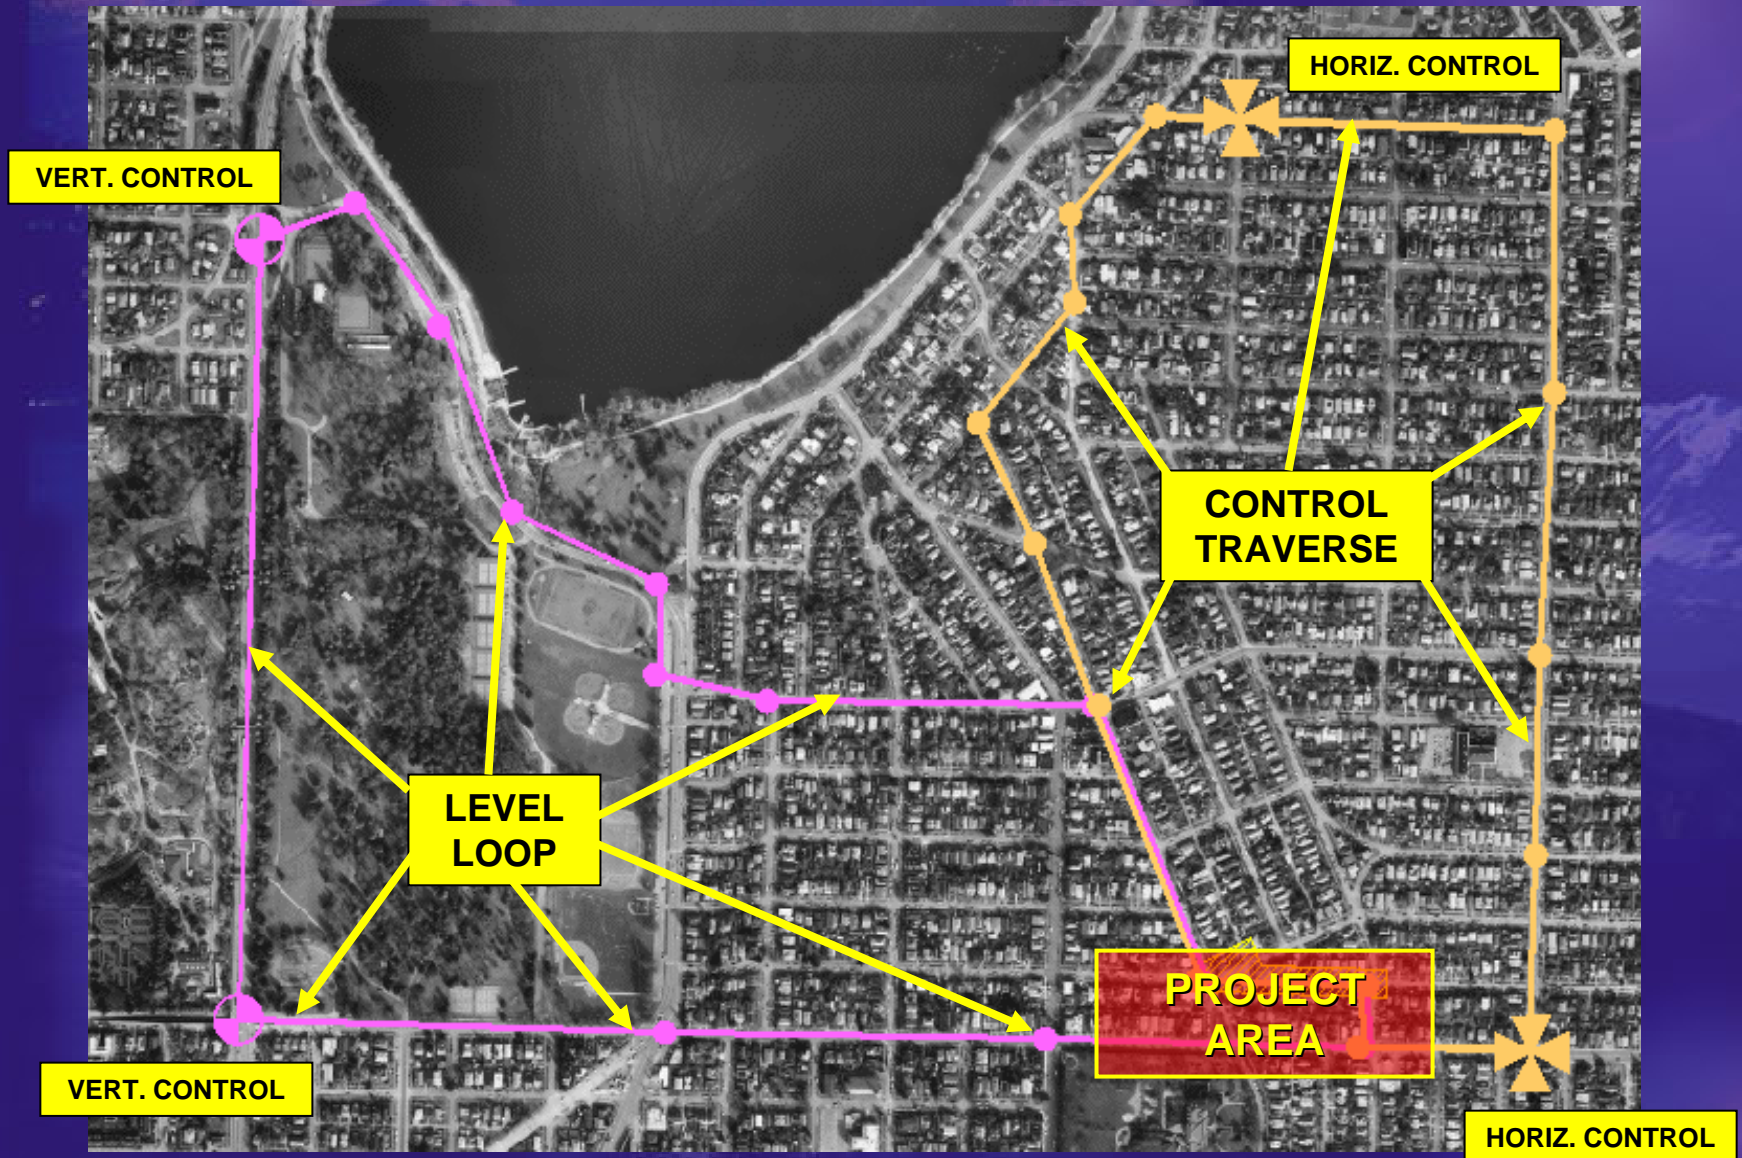 HORIZ. CONTROL
VERT. CONTROL
CONTROL
TRAVERSE
LEVEL
LOOP
PROJECT
AREA
VERT. CONTROL
HORIZ. CONTROL